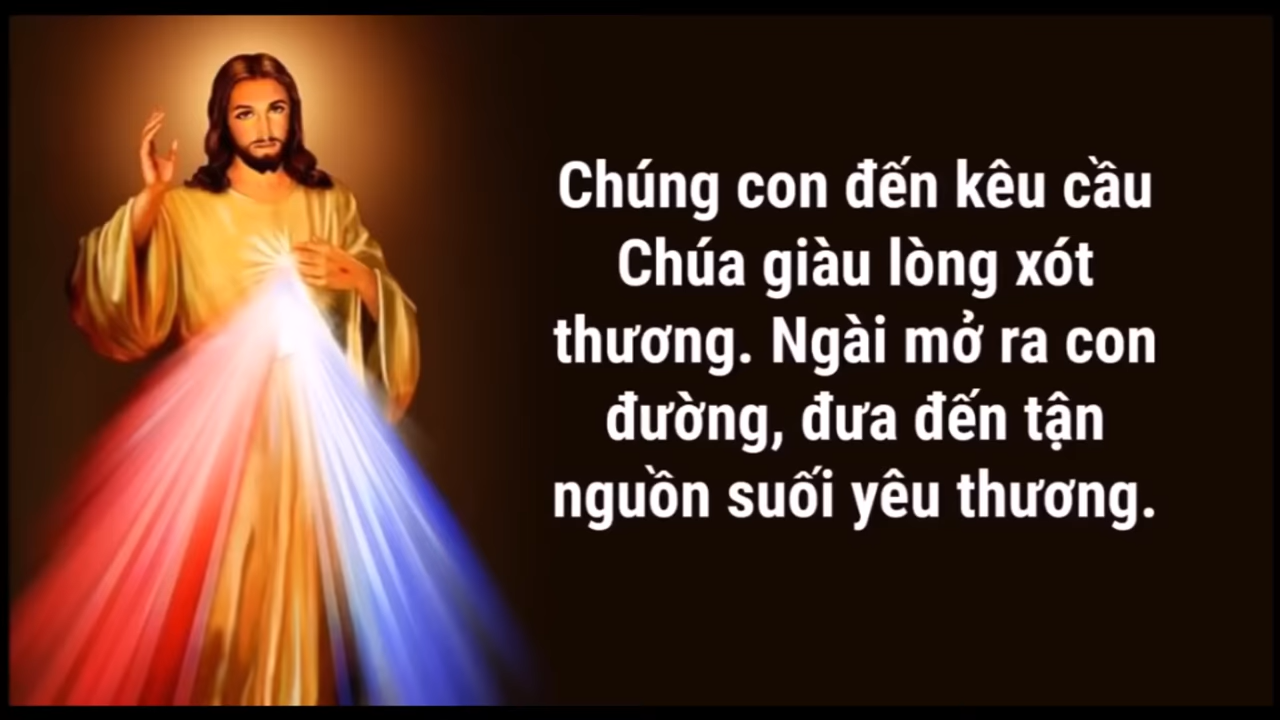 Chúng con đến kêu cầu
Chúa giàu lòng xót
thương. Ngài mở ra con
đường, đưa đến tận
nguồn suối yêu thương.